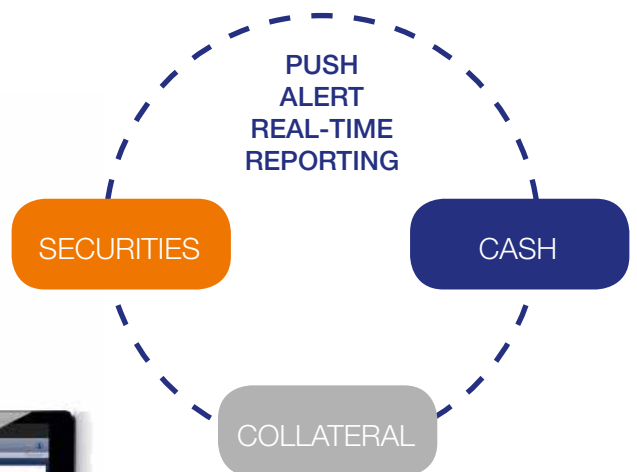 PUSH
ALERT
REAL-TIME
REPORTING
SECURITIES
CASH
COLLATERAL